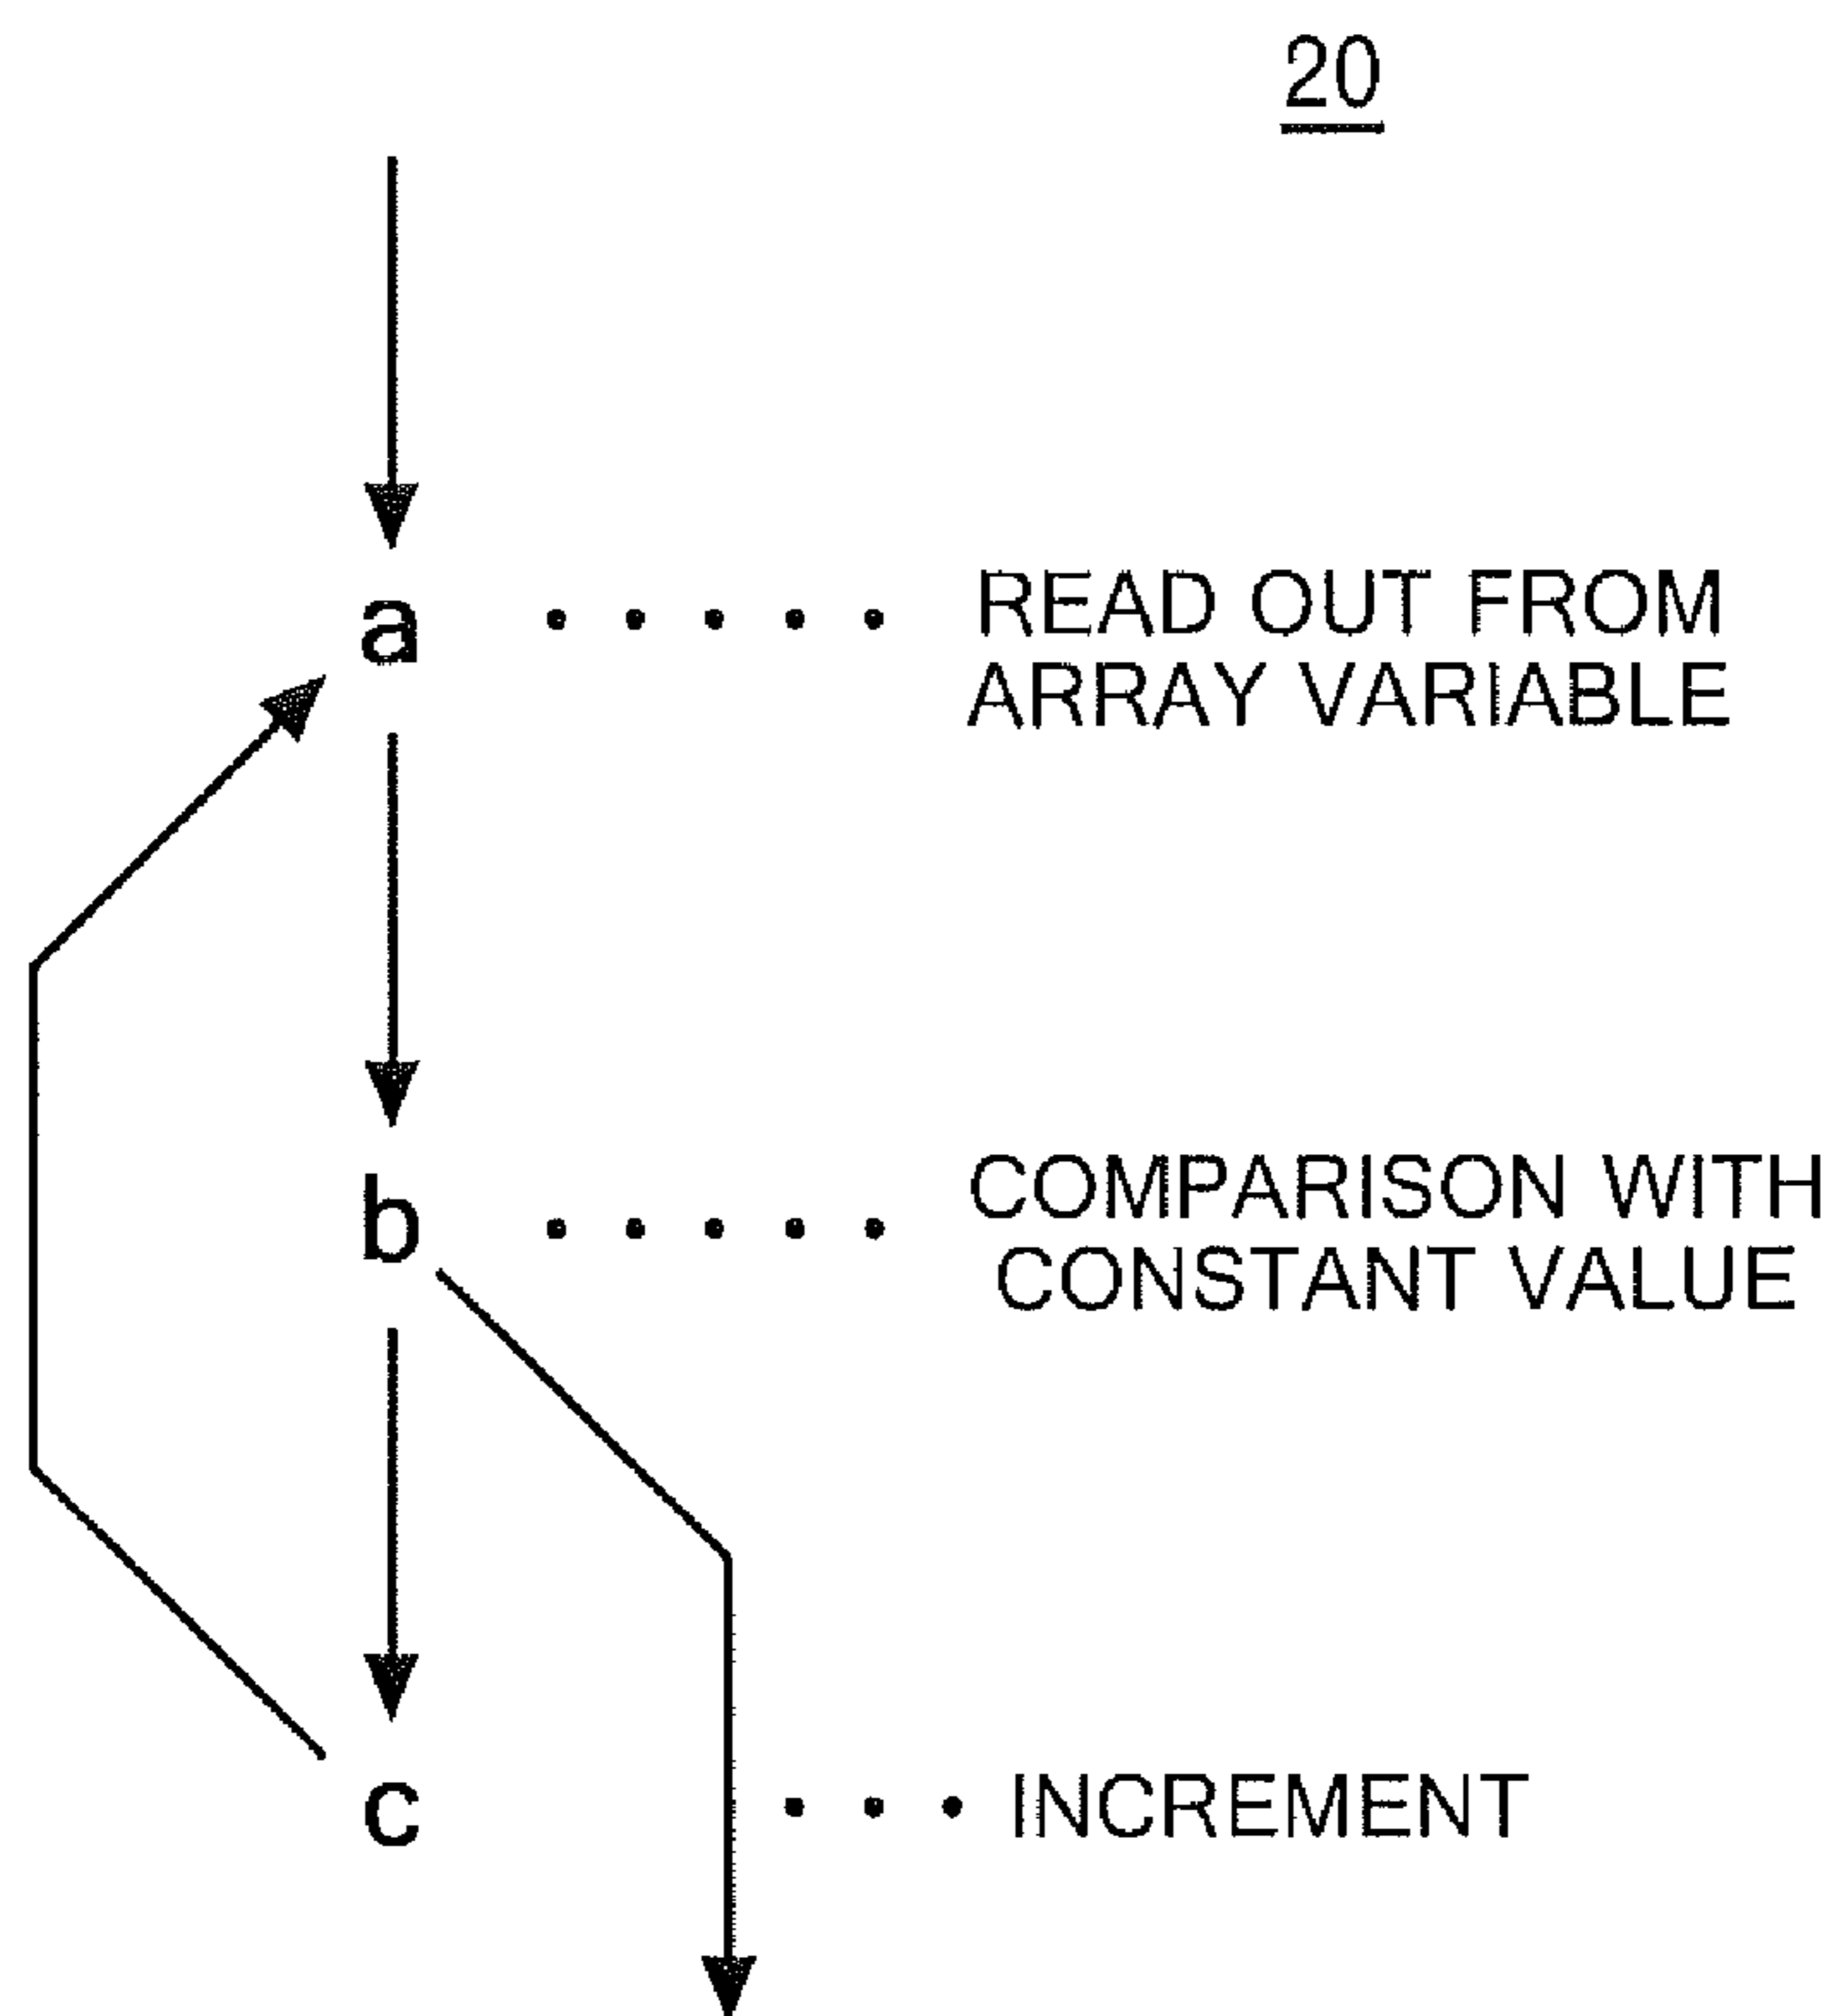 20
a ..... READ OUT FROM
ARRAY VARIABLE
b ..... COMPARISON WITH
CONSTANT VALUE
c ... INCREMENT